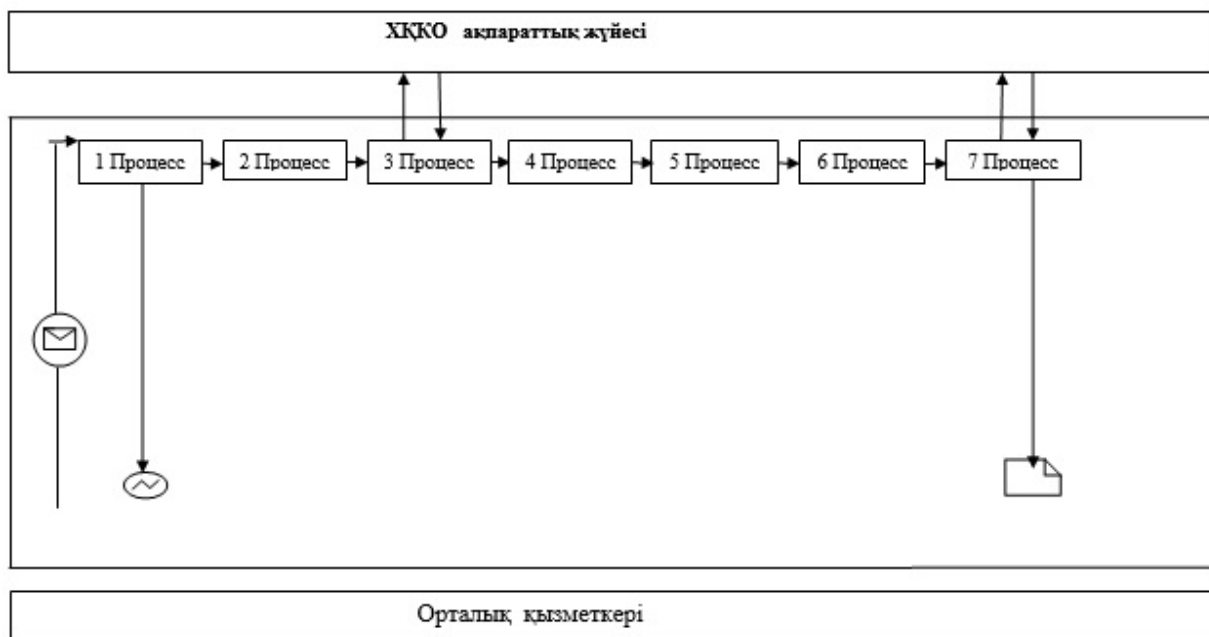 ХҚКО ақпараттық жүйесі
1 Процесс
2 Процесс
3 Процесс
4 Процесс
5 Процесс
6 Процесс
7 Процесс
Орталық қызметкері